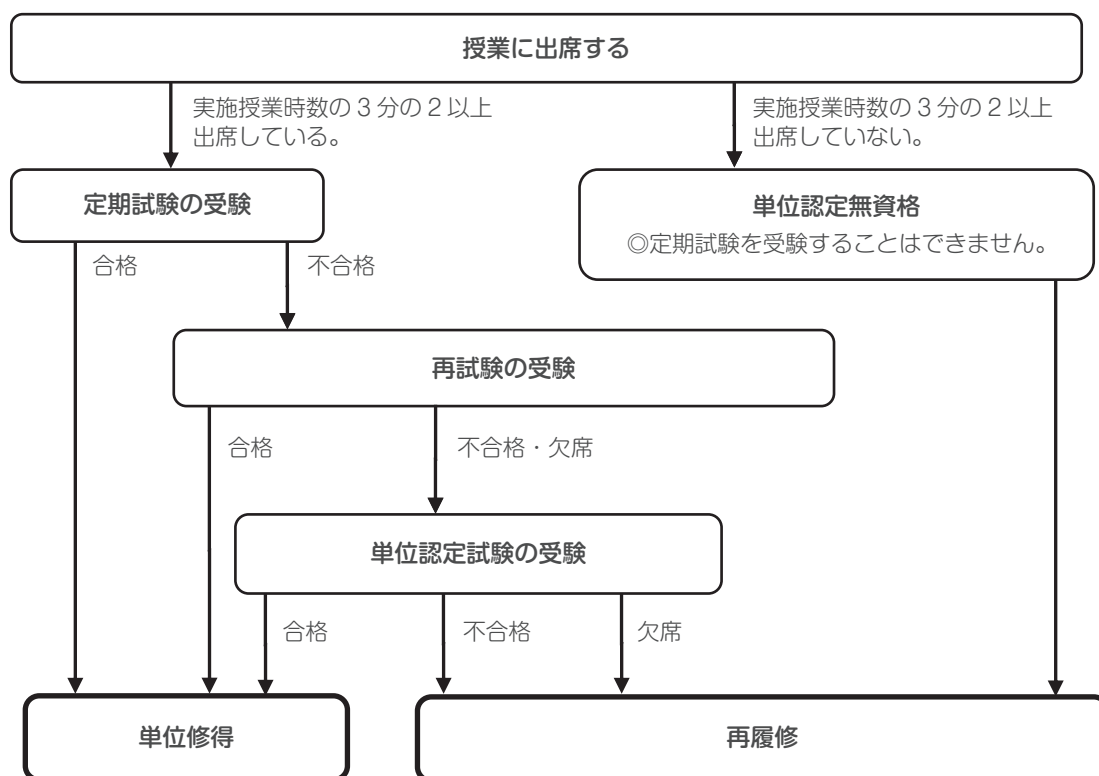 授業に出席する
実施授業時数の3分の2以上
出席している。
実施授業時数の3分の2以上
出席していない。
定期試験の受験
単位認定無資格
◎定期試験を受験することはできません。
合格
不合格
再試験の受験
合格
不合格・欠席
単位認定試験の受験
合格
不合格
欠席
単位修得
再履修